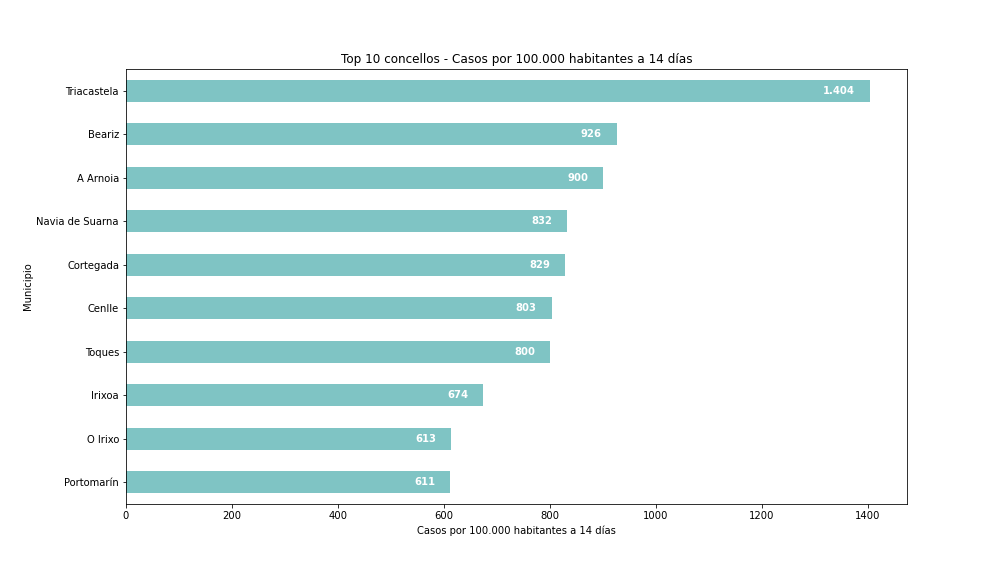 Top 10 concellos - Casos por 100.000 habitantes a 14 días
Municipio
Triacastela 1.404
Beariz 926
A Arnoia 900
Navia de Suarna 832
Cortegada 829
Cenlle 803
Toques 800
Irixoa 674
O Irixo 613
Portomarín 611
0 200 400 600 800 1000 1200 1400
Casos por 100.000 habitantes a 14 días